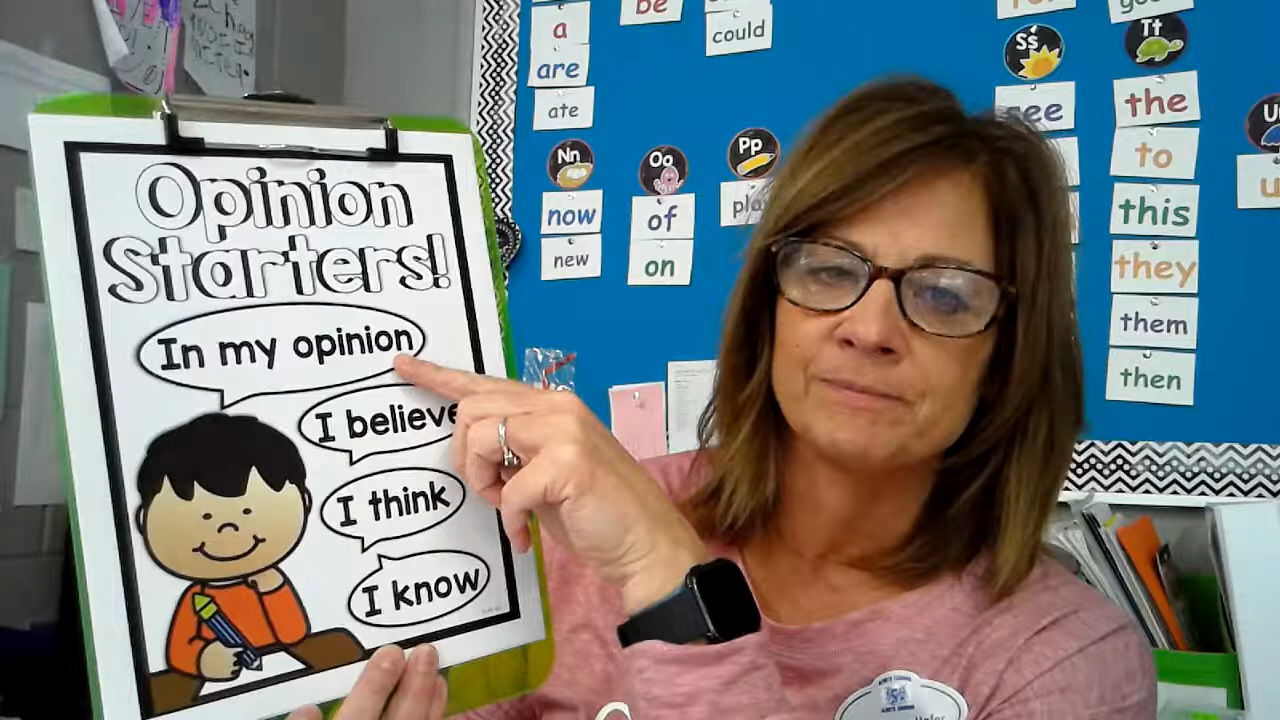 Opinion
Starters!
In my opinion
I believe
I think
I know
a
are
ate
be
could
Nn
now
new
Oo
of
on
Pp
Ss
see
Tt
the
to
this
they
them
then